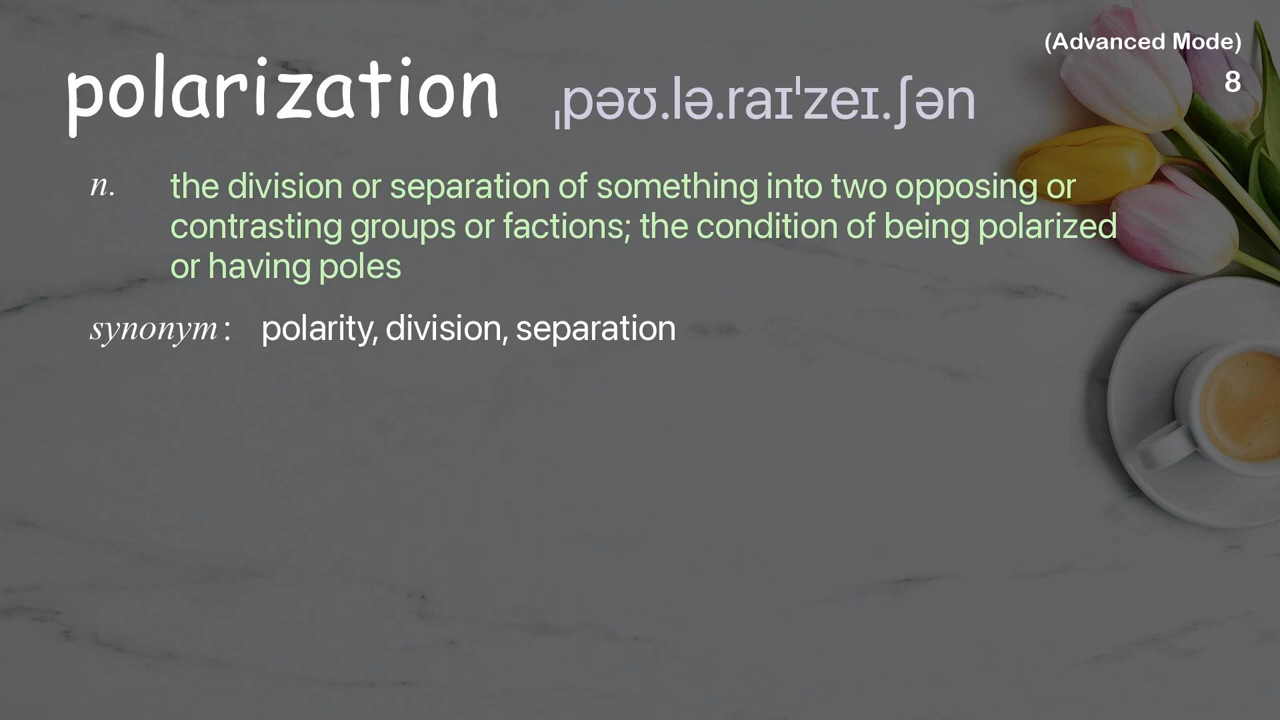 (Advanced Mode)
8
polarization ˌpəʊ.lə.raɪˈzeɪ.ʃən
n. the division or separation of something into two opposing or
contrasting groups or factions; the condition of being polarized
or having poles
synonym: polarity, division, separation